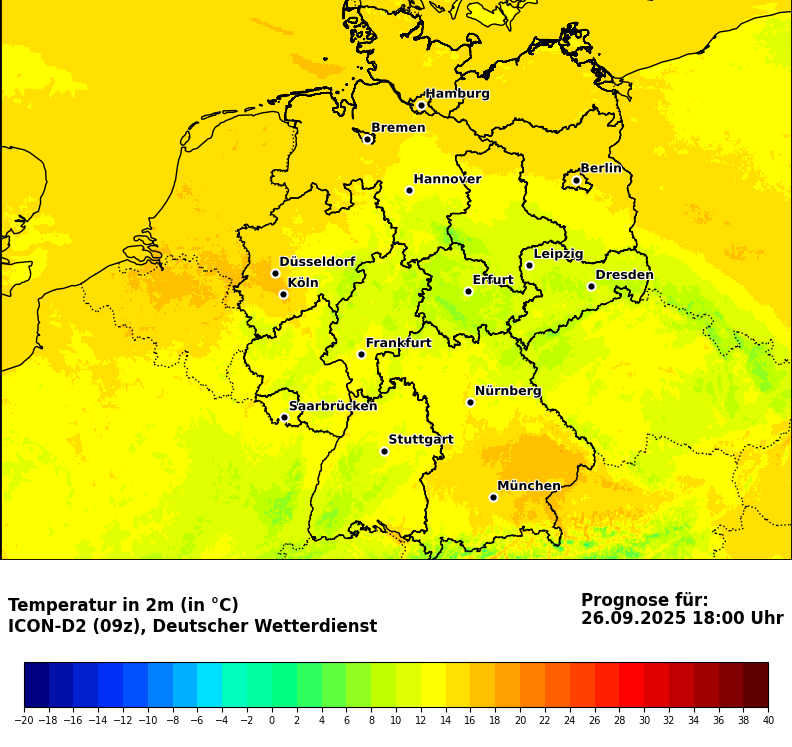 Hamburg
Bremen
Berlin
Hannover
Leipzig
Düsseldorf
Dresden
Köln
Erfurt
Frankfurt
Nürnberg
Saarbrücken
Stuttgart
München
Temperatur in 2m (in °C)
ICON-D2 (09z), Deutscher Wetterdienst
Prognose für:
26.09.2025 18:00 Uhr
−20 −18 −16 −14 −12 −10 −8 −6 −4 −2 0 2 4 6 8 10 12 14 16 18 20 22 24 26 28 30 32 34 36 38 40